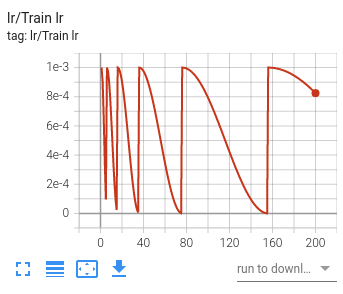 lr/Train lr
tag: lr/Train lr
1e-3
8e-4
6e-4
4e-4
2e-4
0
0 40 80 120 160 200
run to downl...